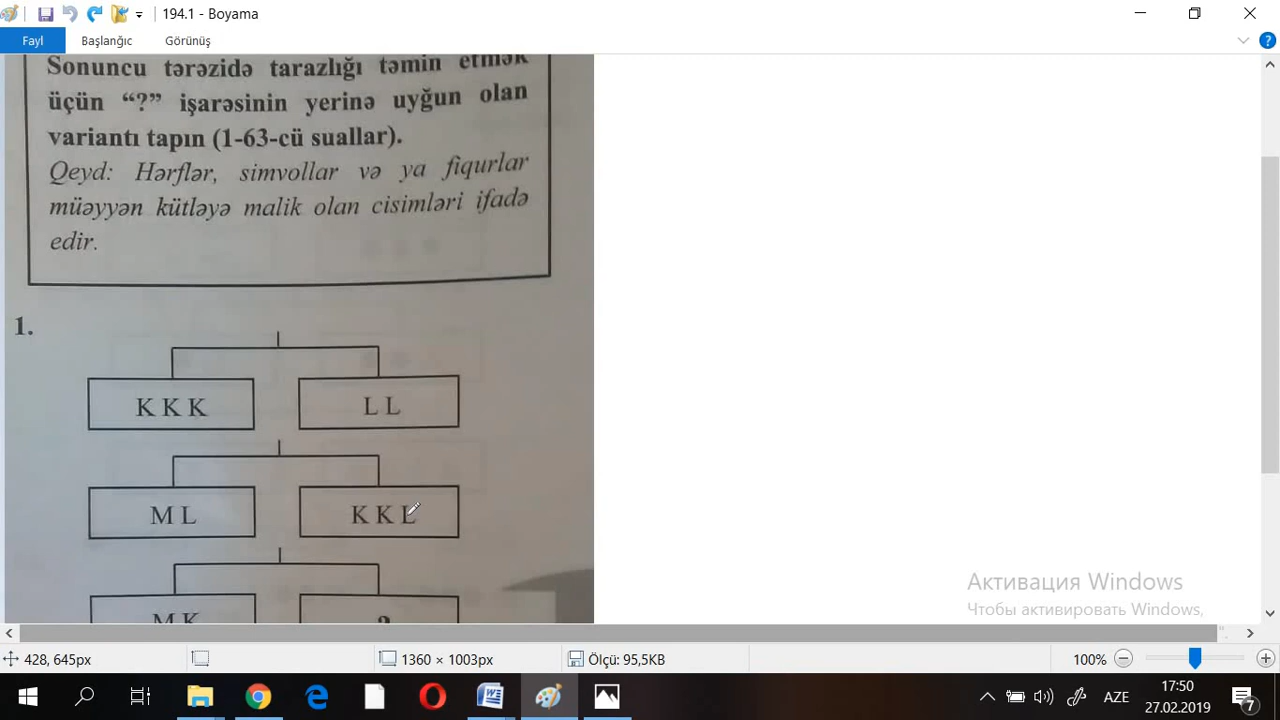 194.1 - Boyama
Fayl Başlanğıc Görünüş
Sonuncu tərəzidə tarazlığı təmin etmək
üçün “?” işarəsinin yerinə uyğun olan
variantı tapın (1-63-cü suallar).
Qeyd: Hərflər, simvollar və ya fiqurlar
müəyyən kütləyə malik olan cisimləri ifadə
edir.
1.
K K K L L
M L K K L
M K ?
Активация Windows
Чтобы активировать Windows,
428, 645px 1360 × 1003px Ölçü: 95,5KB 100%
AZE 17:50
27.02.2019 7